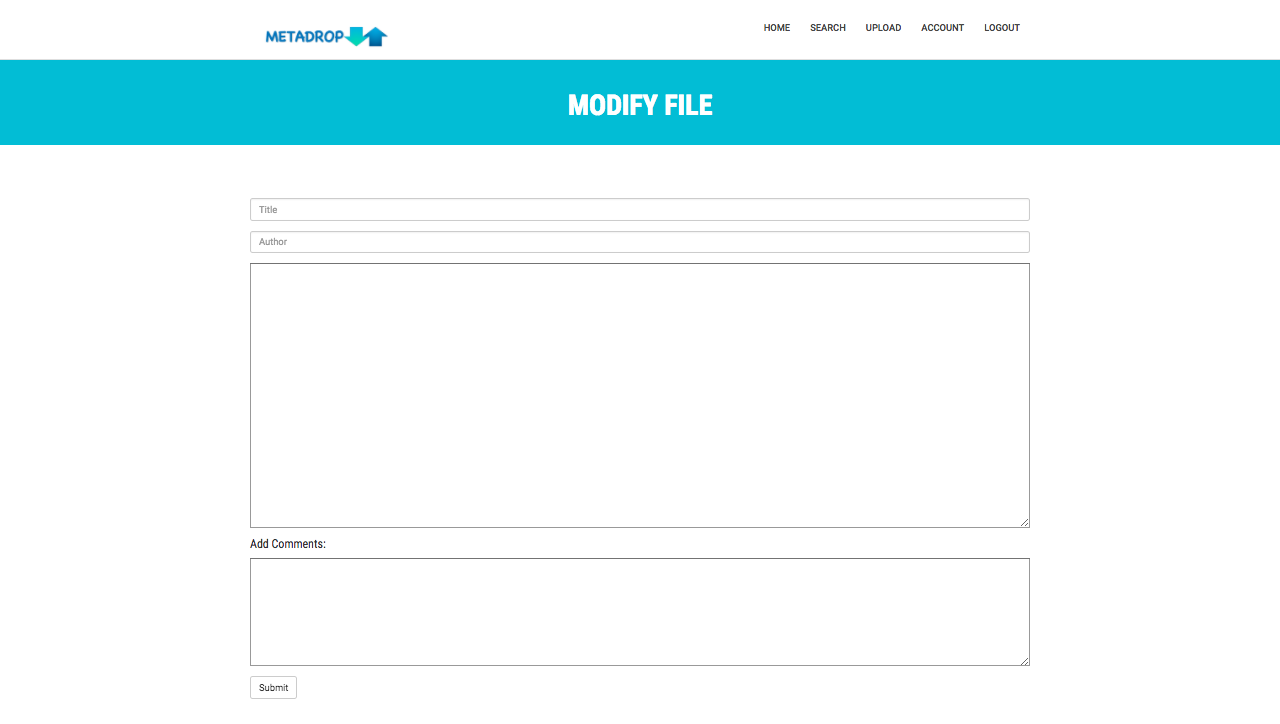 METADROP
HOME SEARCH UPLOAD ACCOUNT LOGOUT
MODIFY FILE
Title
Author
Add Comments:
Submit